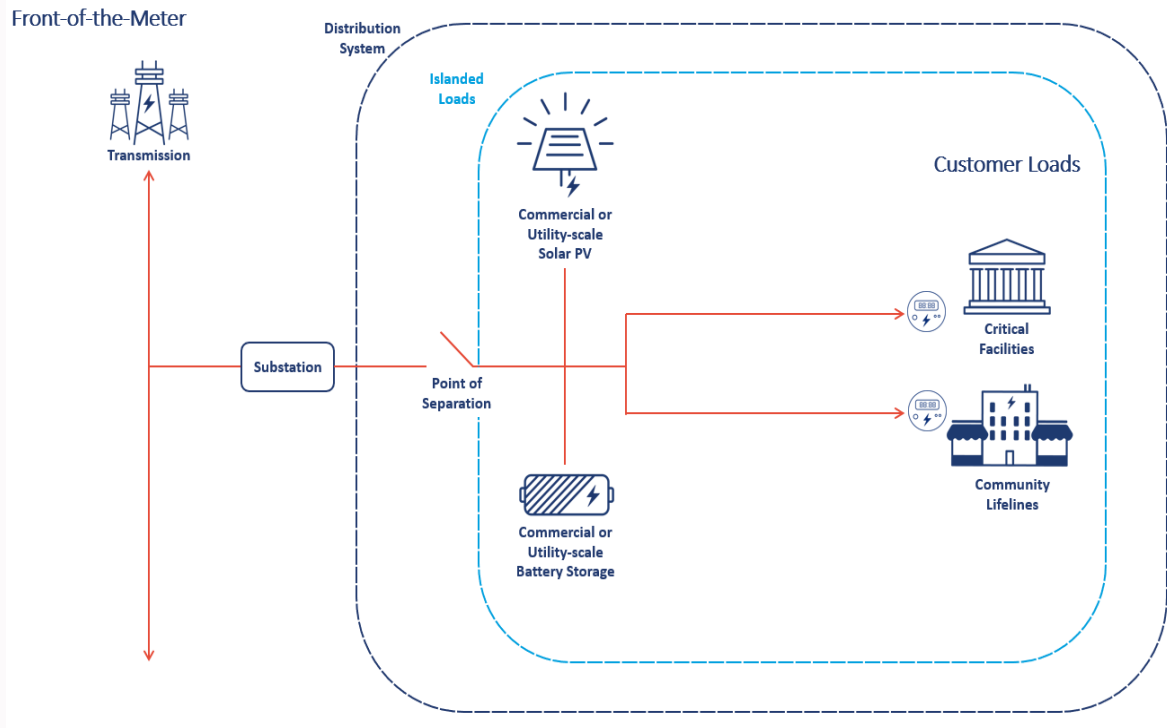 Front-of-the-Meter
Distribution
System
Islanded
Loads
Transmission
Customer Loads
Commercial or
Utility-scale
Solar PV
Critical
Facilities
Substation
Point of
Separation
Community
Lifelines
Commercial or
Utility-scale
Battery Storage